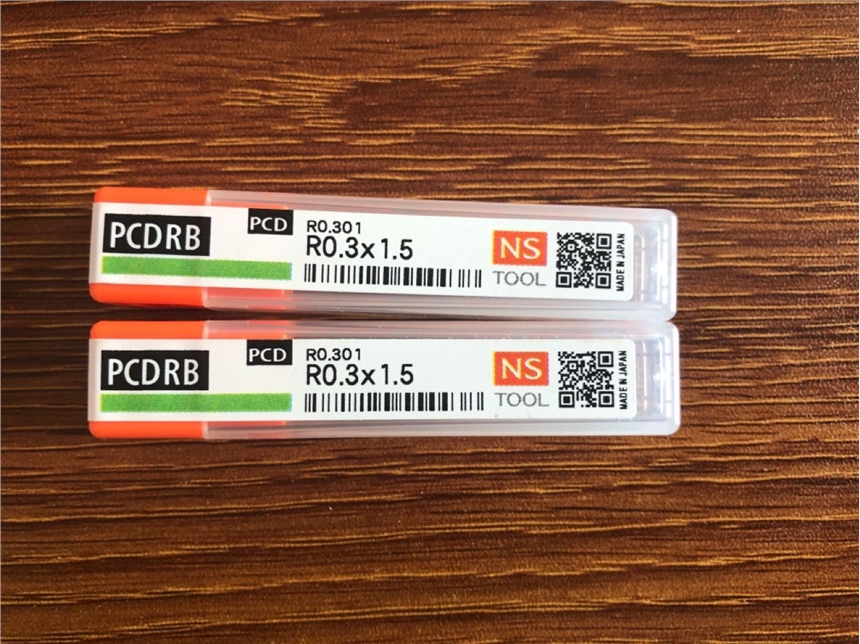 PCDRB
PCD
R0.301
R0.3x1.5
NS
TOOL
MADE IN JAPAN
PCDRB
PCD
R0.301
R0.3x1.5
NS
TOOL
MADE IN JAPAN